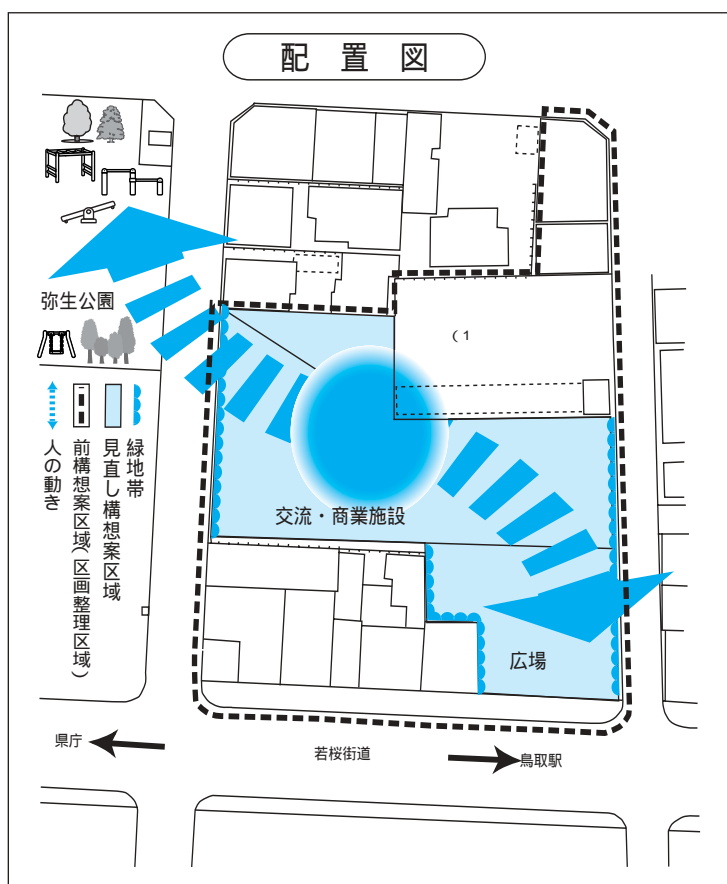 配置図
弥生公園
(1
交流・商業施設
広場
緑地帯
見直し構想案区域
前構想案区域(区画整理区域)
人の動き
県庁
若桜街道
鳥取駅